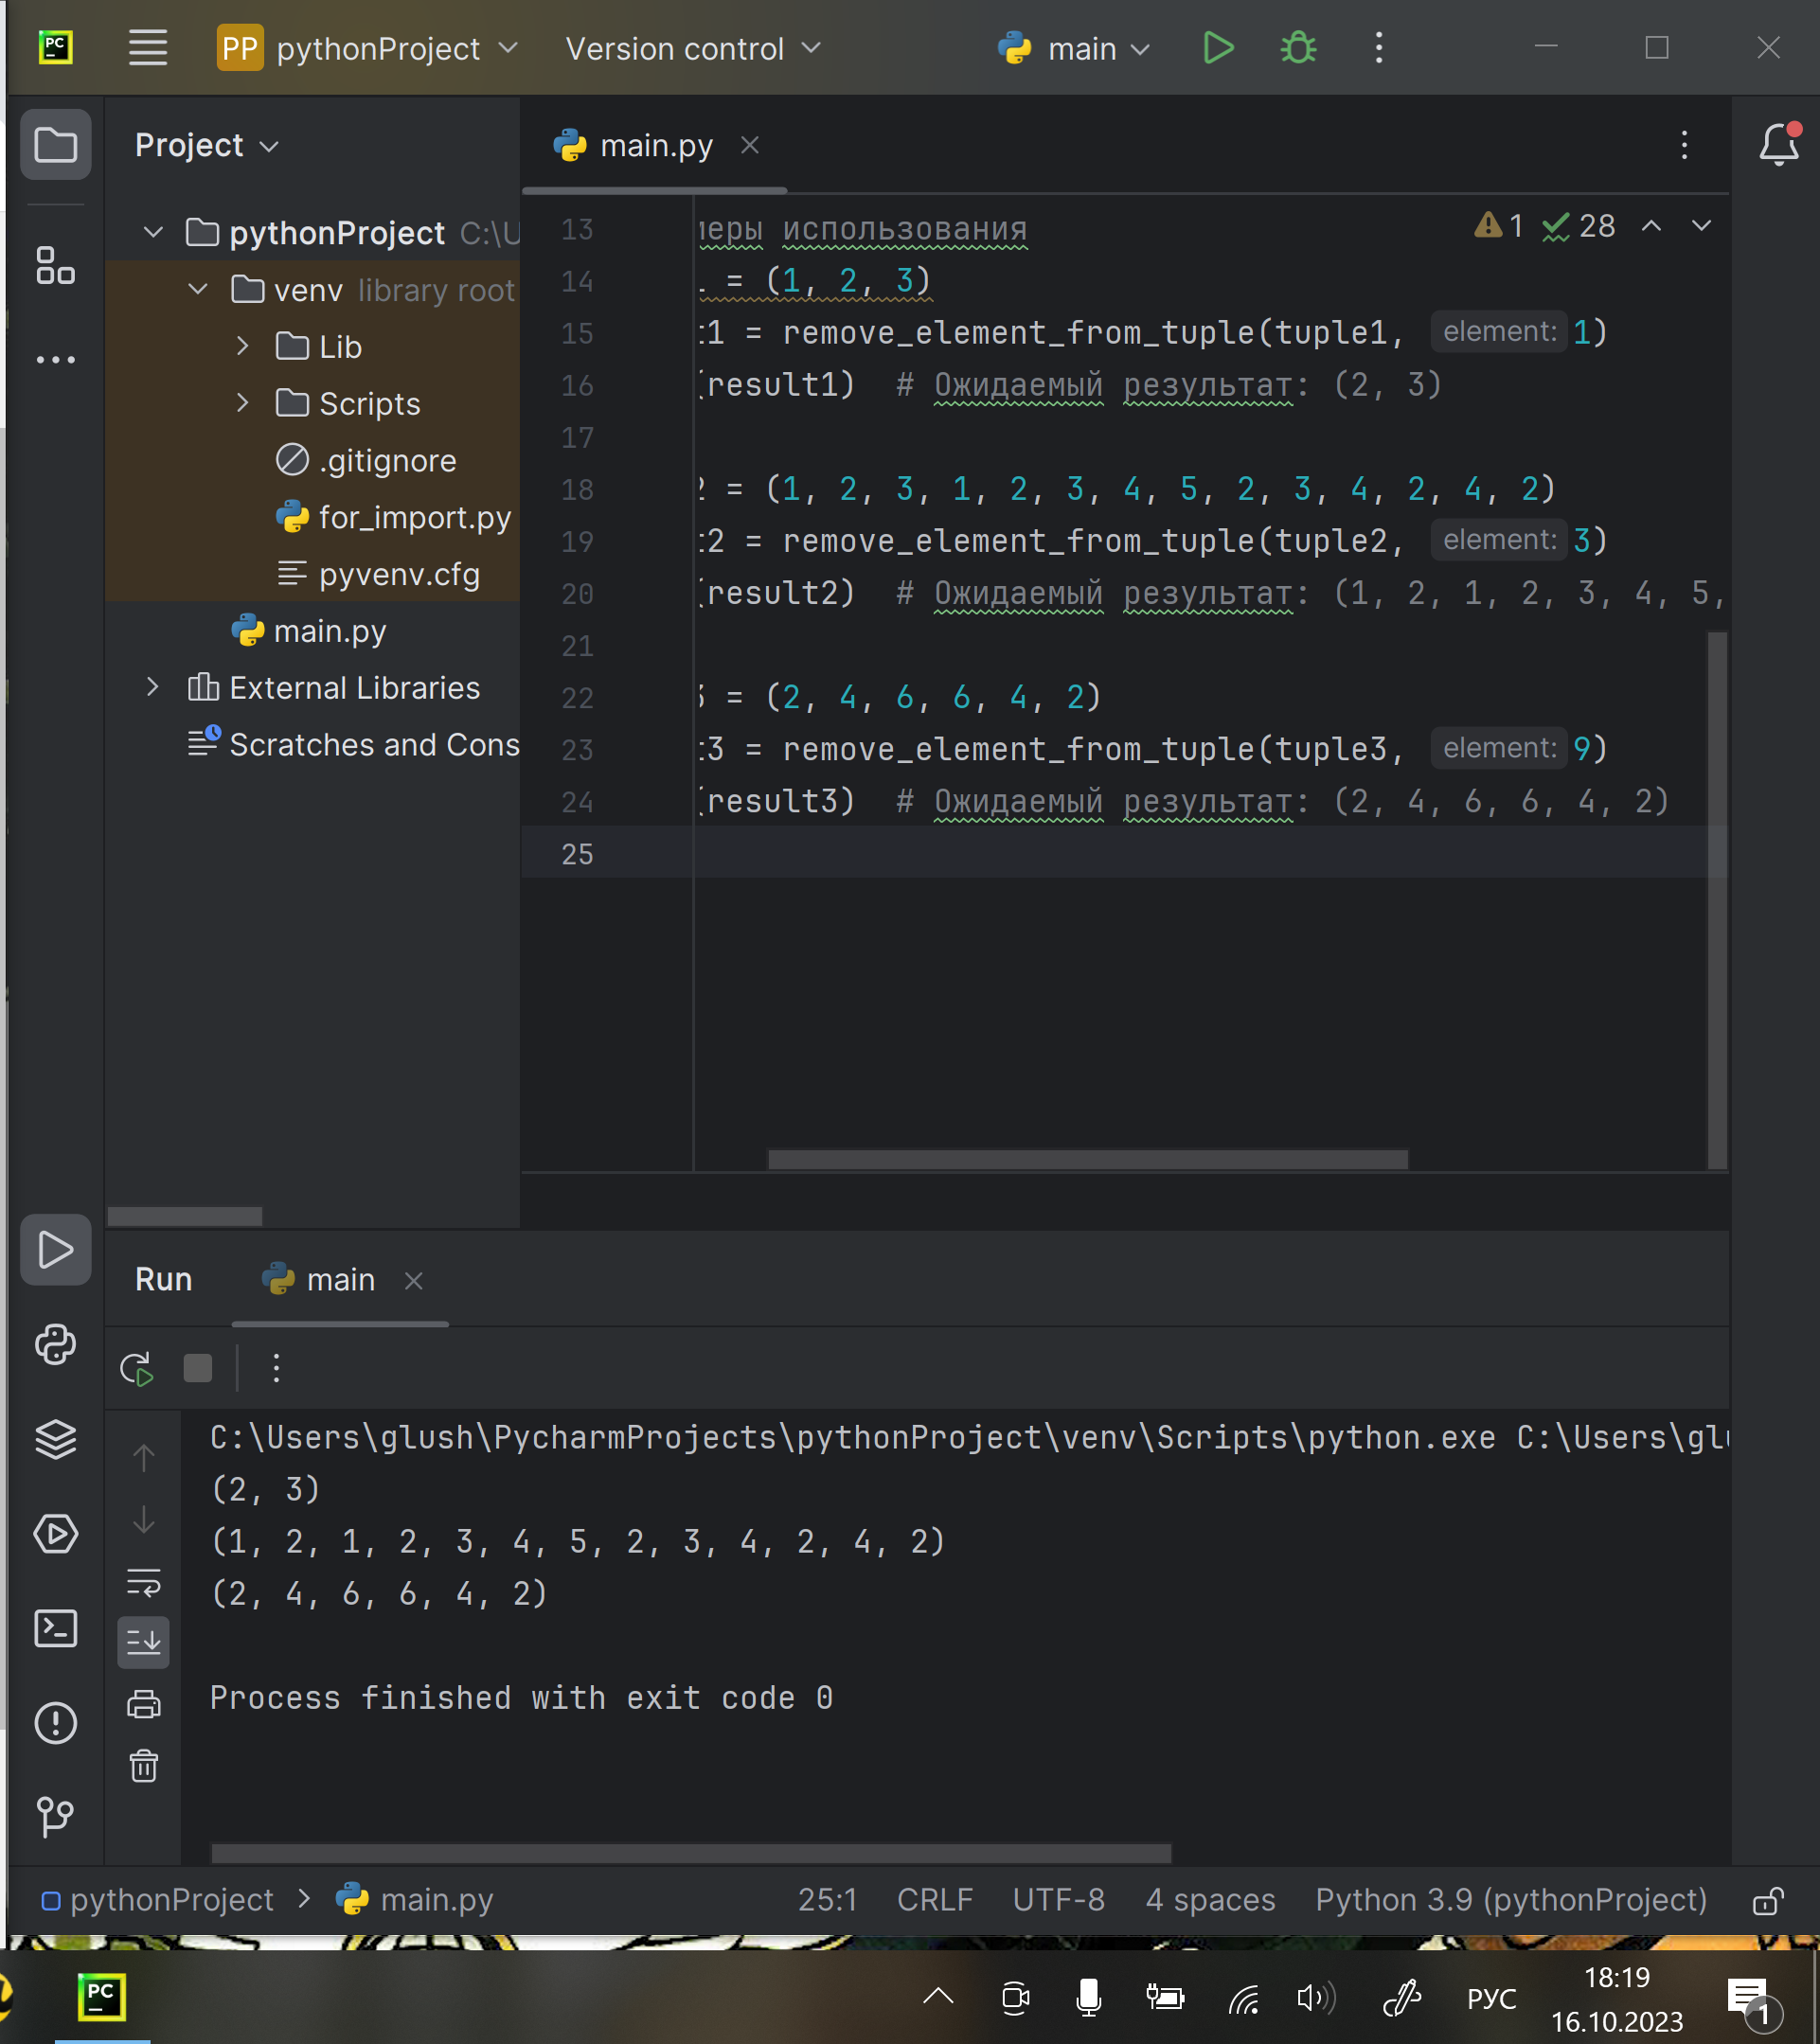 PC
PP pythonProject Version control main
Project
main.py
pythonProject C:\U
venv library root
Lib
Scripts
.gitignore
for_import.py
pyvenv.cfg
main.py
External Libraries
Scratches and Cons
1 28
13 использования
14 = (1, 2, 3)
15 t1 = remove_element_from_tuple(tuple1, element: 1)
16 (result1) # Ожидаемый результат: (2, 3)
17
18 2 = (1, 2, 3, 1, 2, 3, 4, 5, 2, 3, 4, 2, 4, 2)
19 t2 = remove_element_from_tuple(tuple2, element: 3)
20 (result2) # Ожидаемый результат: (1, 2, 1, 2, 3, 4, 5,
21
22 3 = (2, 4, 6, 6, 4, 2)
23 t3 = remove_element_from_tuple(tuple3, element: 9)
24 (result3) # Ожидаемый результат: (2, 4, 6, 6, 4, 2)
25
Run main
C:\Users\glush\PycharmProjects\pythonProject\venv\Scripts\python.exe C:\Users\glu
(2, 3)
(1, 2, 1, 2, 3, 4, 5, 2, 3, 4, 2, 4, 2)
(2, 4, 6, 6, 4, 2)
Process finished with exit code 0
pythonProject > main.py 25:1 CRLF UTF-8 4 spaces Python 3.9 (pythonProject)
PC
РУС
18:19
16.10.2023
1